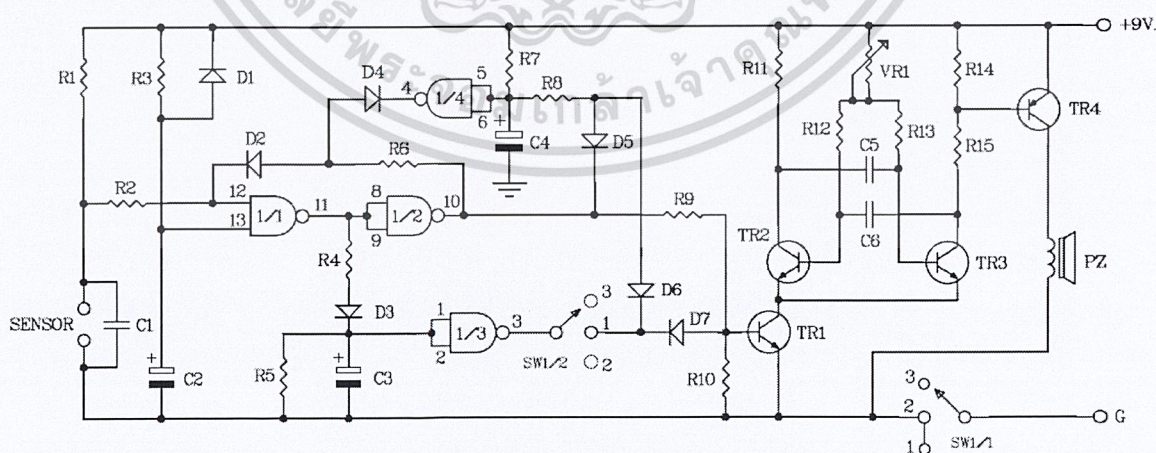 +9V.
R1
R3
D1
D4
4
1/4
5
6
R7
R8
C4
D5
R11
VR1
R14
TR4
R12
R13
R15
C5
C6
D2
R6
R2
12
13
1/1
11
8
9
1/2
10
R9
R4
TR2
TR3
PZ
SENSOR
C1
D3
1
2
1/3
3
SW1/2
3
1
2
D6
D7
TR1
C2
R5
C3
R10
3
2
1
SW1/1
G
+
+
+